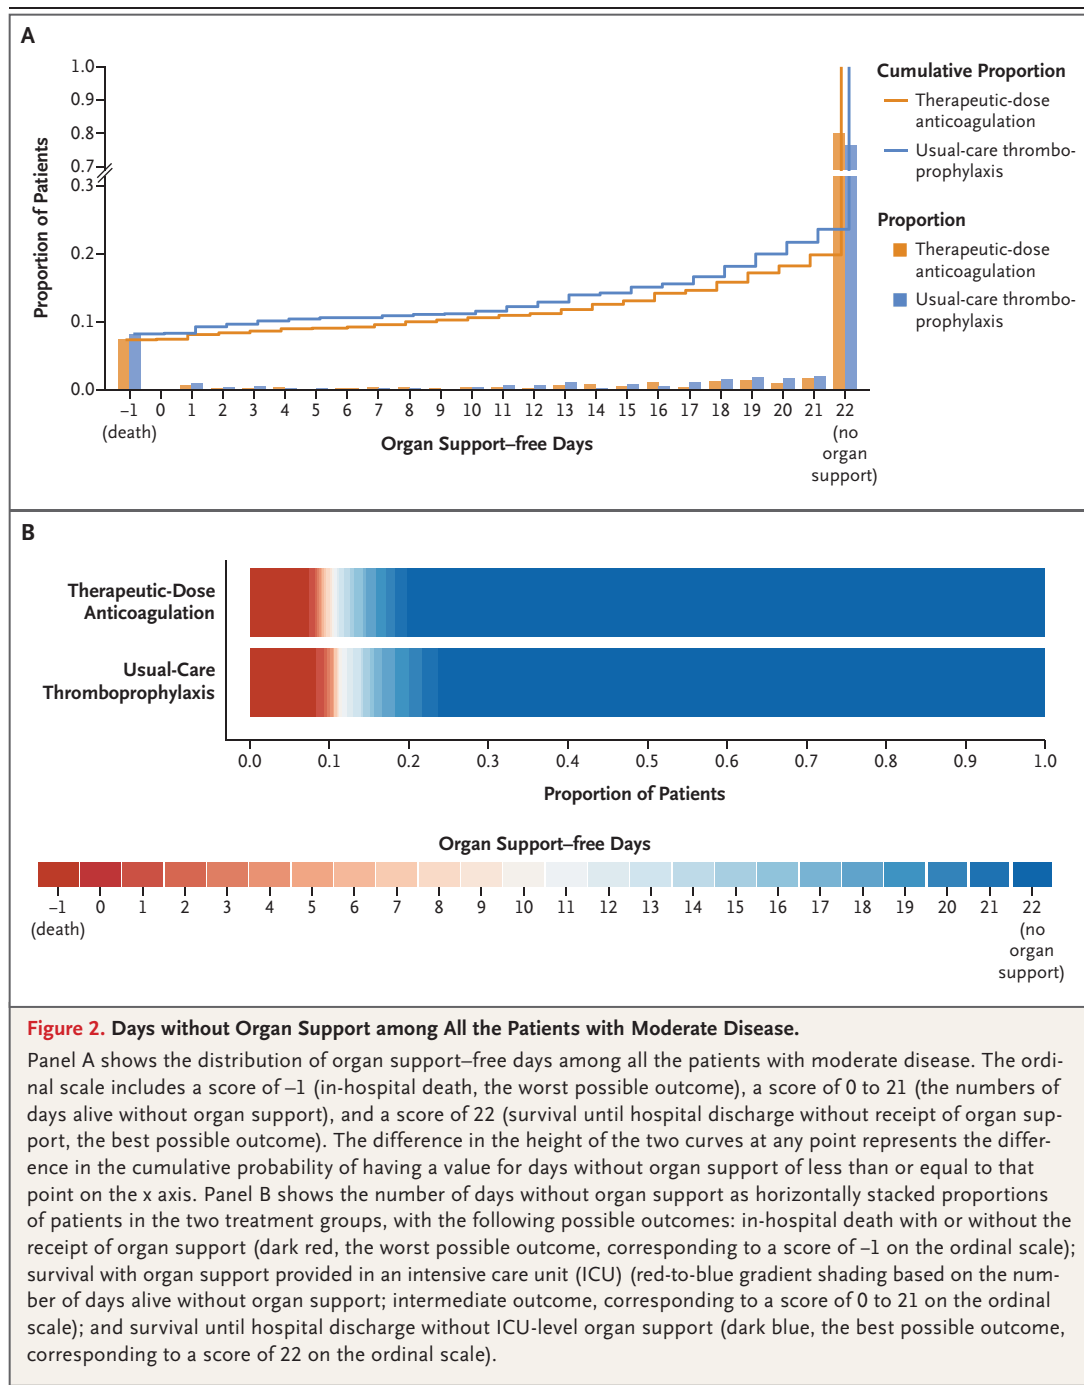 A
Proportion of Patients
1.0
0.9
0.8
0.7
0.3
0.2
0.1
0.0
–1 0 1 2 3 4 5 6 7 8 9 10 11 12 13 14 15 16 17 18 19 20 21 22
(death)
(no
organ
support)
Organ Support–free Days
Cumulative Proportion
Therapeutic-dose
anticoagulation
Usual-care thrombo-
prophylaxis
Proportion
Therapeutic-dose
anticoagulation
Usual-care thrombo-
prophylaxis
B
Therapeutic-Dose
Anticoagulation
Usual-Care
Thromboprophylaxis
0.0 0.1 0.2 0.3 0.4 0.5 0.6 0.7 0.8 0.9 1.0
Proportion of Patients
Organ Support–free Days
–1 0 1 2 3 4 5 6 7 8 9 10 11 12 13 14 15 16 17 18 19 20 21 22
(death)
(no
organ
support)
Figure 2. Days without Organ Support among All the Patients with Moderate Disease.
Panel A shows the distribution of organ support–free days among all the patients with moderate disease. The ordi-
nal scale includes a score of –1 (in-hospital death, the worst possible outcome), a score of 0 to 21 (the numbers of
days alive without organ support), and a score of 22 (survival until hospital discharge without receipt of organ sup-
port, the best possible outcome). The difference in the height of the two curves at any point represents the differ-
ence in the cumulative probability of having a value for days without organ support of less than or equal to that
point on the x axis. Panel B shows the number of days without organ support as horizontally stacked proportions
of patients in the two treatment groups, with the following possible outcomes: in-hospital death with or without the
receipt of organ support (dark red, the worst possible outcome, corresponding to a score of –1 on the ordinal scale);
survival with organ support provided in an intensive care unit (ICU) (red-to-blue gradient shading based on the num-
ber of days alive without organ support; intermediate outcome, corresponding to a score of 0 to 21 on the ordinal
scale); and survival until hospital discharge without ICU-level organ support (dark blue, the best possible outcome,
corresponding to a score of 22 on the ordinal scale).